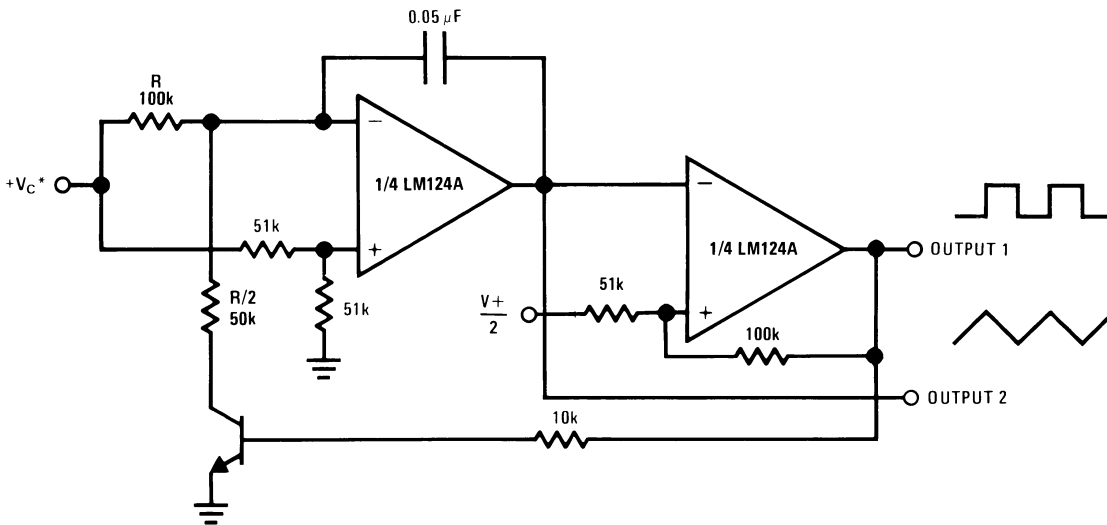 0.05 µF
R
100k
−
1/4 LM124A
+VC*
51k
+
51k
R/2
50k
−
1/4 LM124A
OUTPUT 1
51k
V+
2
+
100k
OUTPUT 2
10k